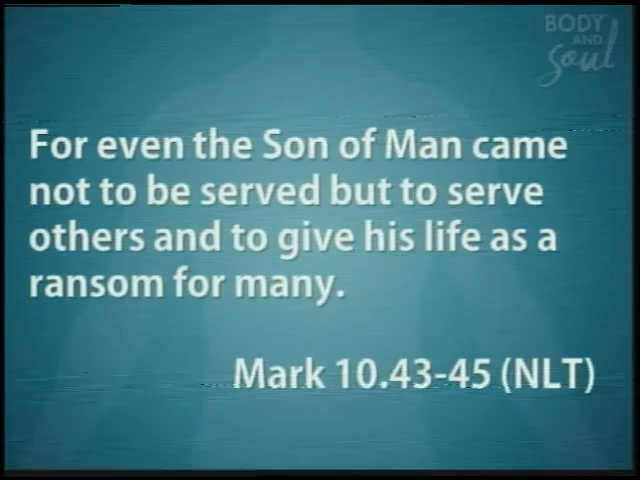 BODY
AND
Soul
For even the Son of Man came
not to be served but to serve
others and to give his life as a
ransom for many.
Mark 10.43-45 (NLT)